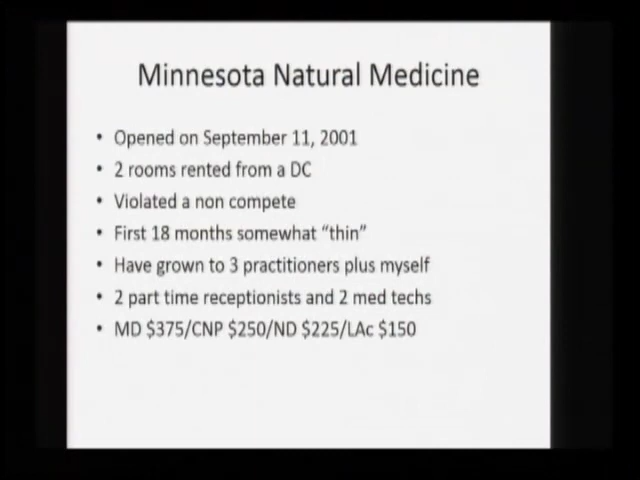 Minnesota Natural Medicine
• Opened on September 11, 2001
• 2 rooms rented from a DC
• Violated a non compete
• First 18 months somewhat “thin”
• Have grown to 3 practitioners plus myself
• 2 part time receptionists and 2 med techs
• MD $375/CNP $250/ND $225/LAc $150